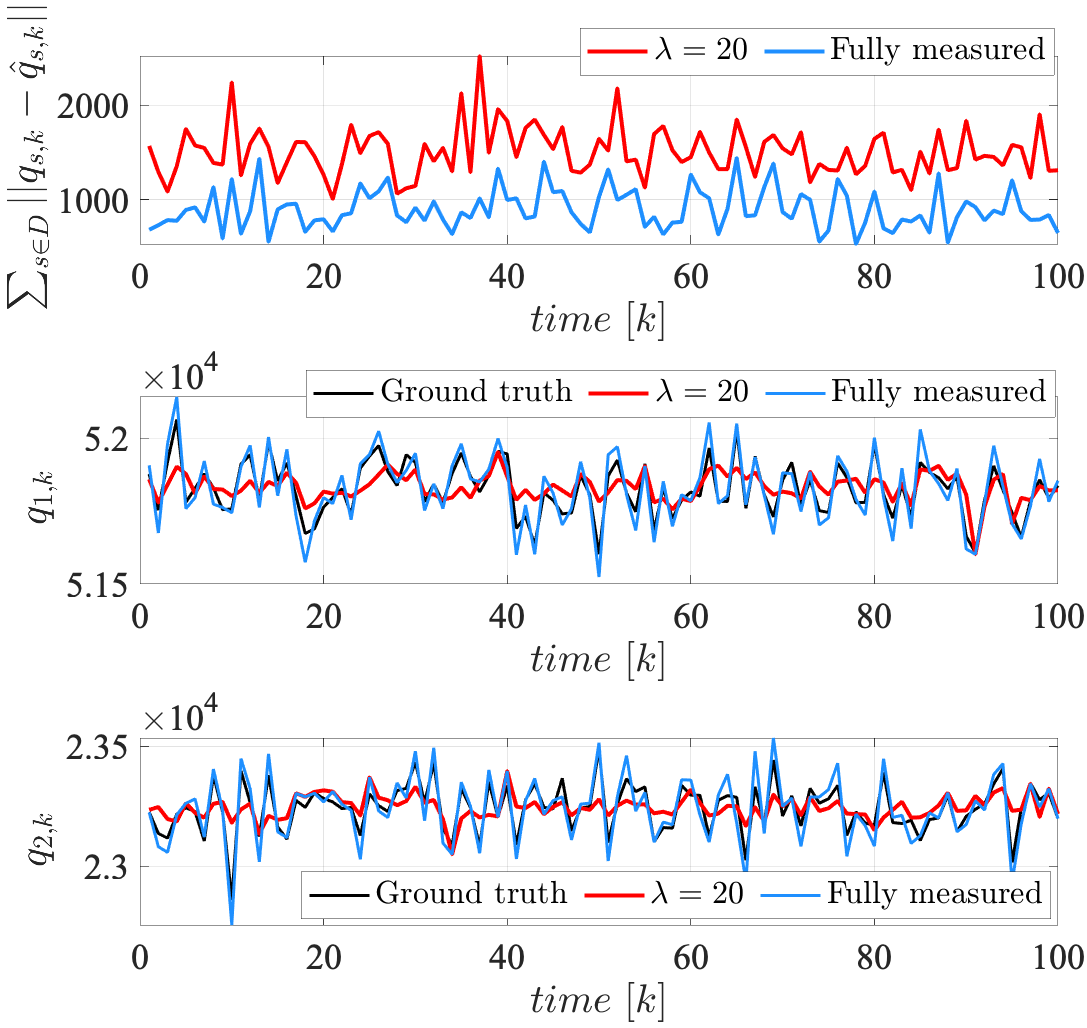 λ = 20 Fully measured
∑_{s∈D} ||q_{s,k} − q̂_{s,k}||
2000
1000
0 20 40 60 80 100
time [k]
×10⁴
Ground truth λ = 20 Fully measured
q_{1,k}
5.2
5.15
0 20 40 60 80 100
time [k]
×10⁴
q_{2,k}
2.35
2.3
Ground truth λ = 20 Fully measured
0 20 40 60 80 100
time [k]